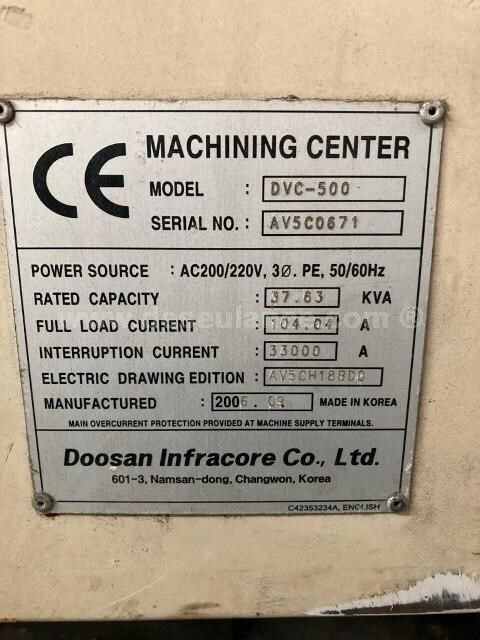 CE
MACHINING CENTER
MODEL : DVC-500
SERIAL NO. : AV5C0671
POWER SOURCE : AC200/220V, 3Ø. PE, 50/60Hz
RATED CAPACITY : 37.63 KVA
FULL LOAD CURRENT : 104.04 A
INTERRUPTION CURRENT : 33000 A
ELECTRIC DRAWING EDITION : AV5CH18BD0
MANUFACTURED : 2006.09 MADE IN KOREA
MAIN OVERCURRENT PROTECTION PROVIDED AT MACHINE SUPPLY TERMINALS.
Doosan Infracore Co., Ltd.
601-3, Namsan-dong, Changwon, Korea
C42353234A, ENGLISH